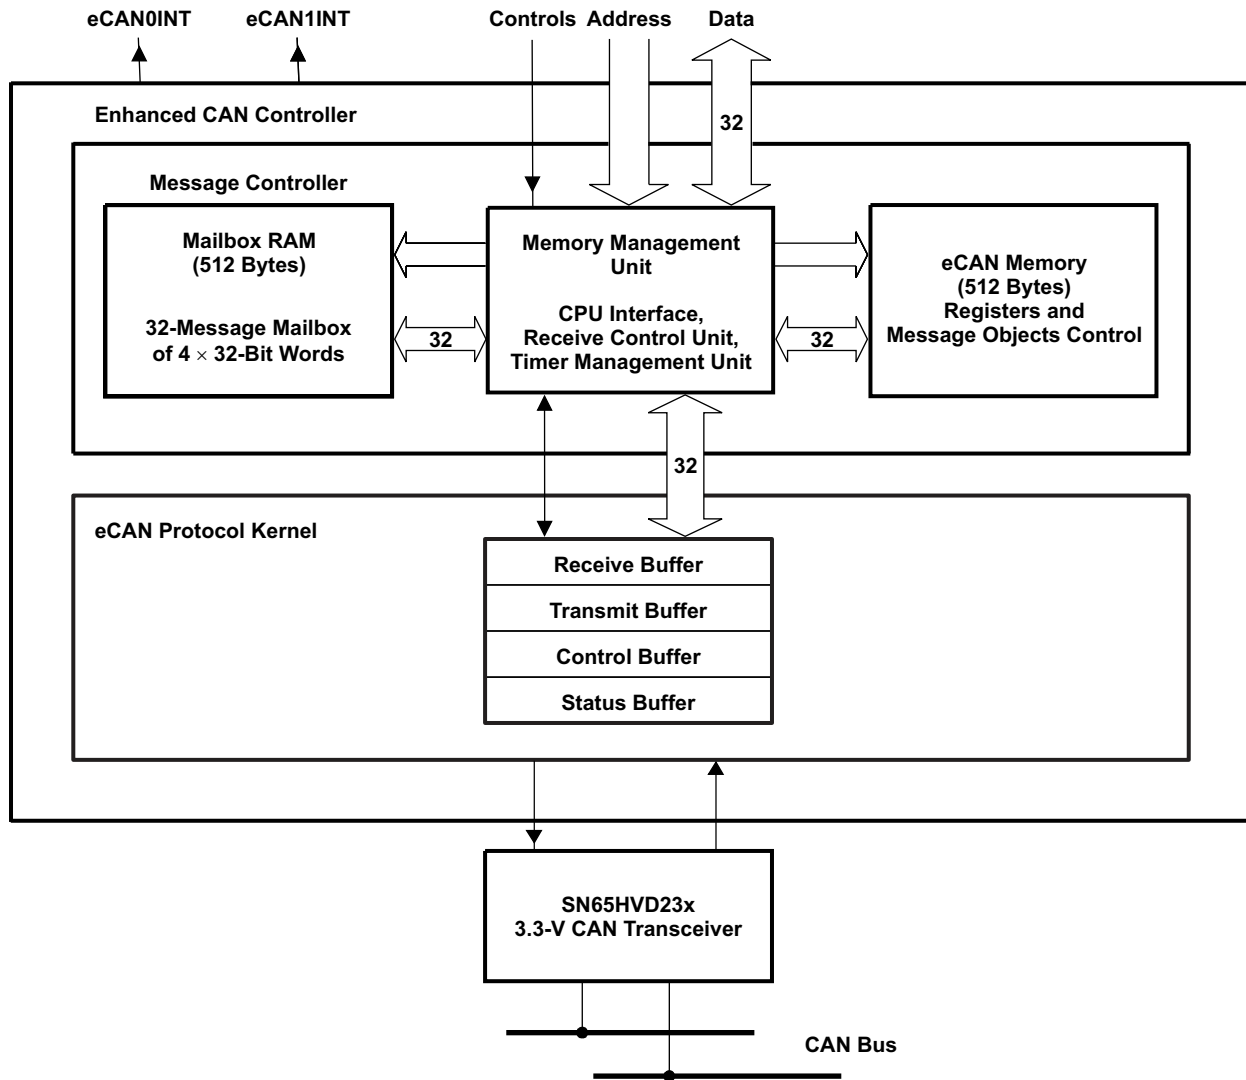 eCAN0INT eCAN1INT Controls Address Data
32
Enhanced CAN Controller
Message Controller
Mailbox RAM
(512 Bytes)
32-Message Mailbox
of 4 × 32-Bit Words
32
Memory Management
Unit
CPU Interface,
Receive Control Unit,
Timer Management Unit
32
eCAN Memory
(512 Bytes)
Registers and
Message Objects Control
32
eCAN Protocol Kernel
Receive Buffer
Transmit Buffer
Control Buffer
Status Buffer
SN65HVD23x
3.3-V CAN Transceiver
CAN Bus